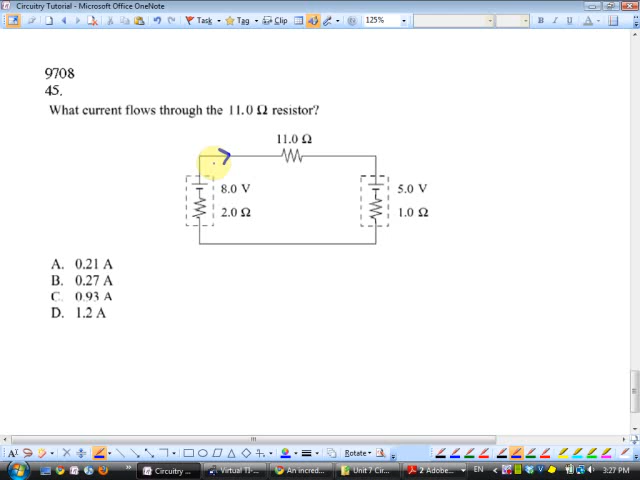 Circuitry Tutorial - Microsoft Office OneNote
Task
Tag
Clip
125%
B I U A
9708
45.
What current flows through the 11.0 Ω resistor?
11.0 Ω
8.0 V
5.0 V
2.0 Ω
1.0 Ω
A. 0.21 A
B. 0.27 A
C. 0.93 A
D. 1.2 A
Rotate
Circuitry ...
Virtual TI-...
An incred...
Unit 7 Cir...
2 Adobe...
EN
3:27 PM